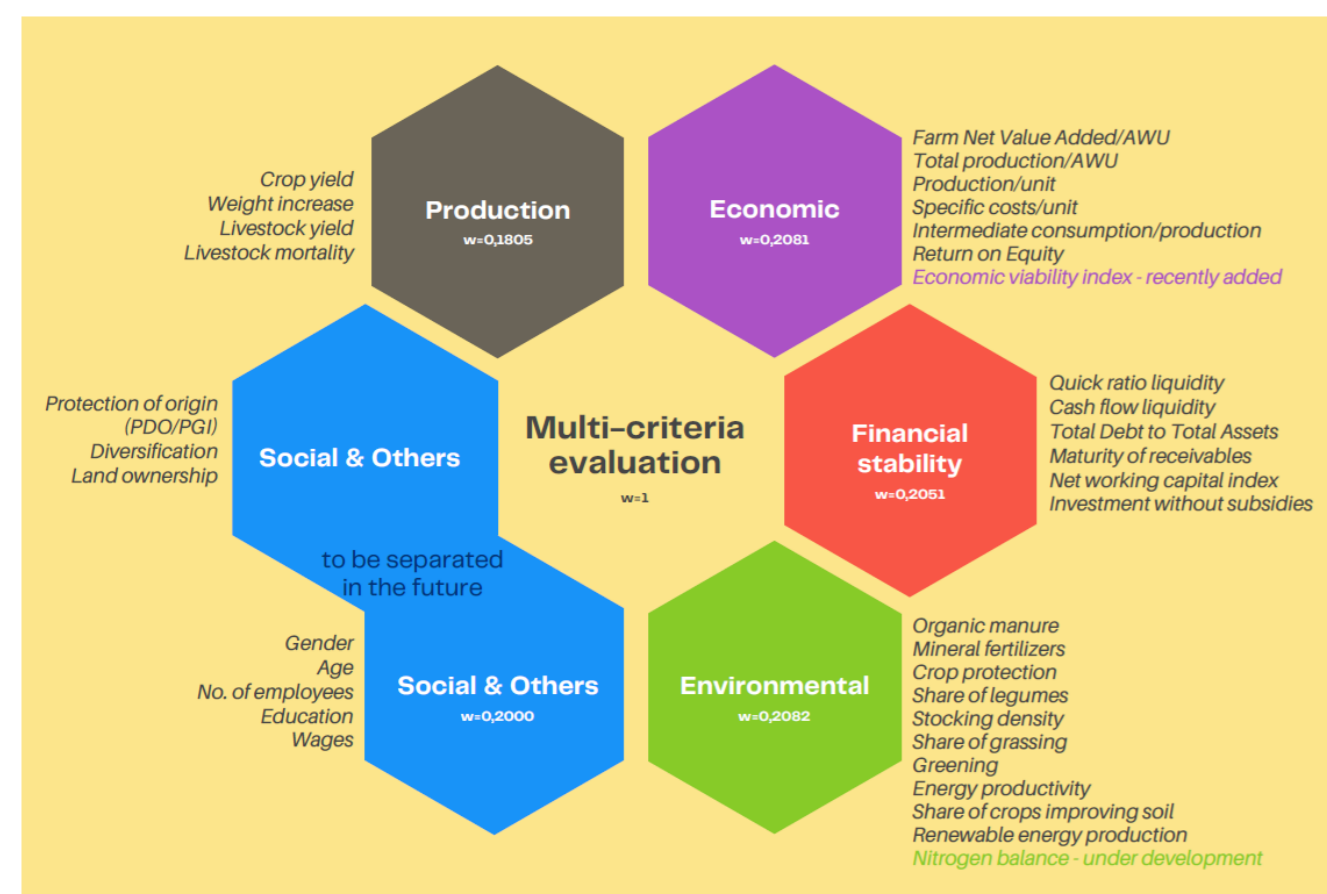 Crop yield
Weight increase
Livestock yield
Livestock mortality
Production
w=0,1805
Economic
w=0,2081
Farm Net Value Added/AWU
Total production/AWU
Production/unit
Specific costs/unit
Intermediate consumption/production
Return on Equity
Economic viability index - recently added
Protection of origin
(PDO/PGI)
Diversification
Land ownership
Social & Others
Multi-criteria
evaluation
w=1
Financial
stability
w=0,2051
Quick ratio liquidity
Cash flow liquidity
Total Debt to Total Assets
Maturity of receivables
Net working capital index
Investment without subsidies
to be separated
in the future
Gender
Age
No. of employees
Education
Wages
Social & Others
w=0,2000
Environmental
w=0,2082
Organic manure
Mineral fertilizers
Crop protection
Share of legumes
Stocking density
Share of grassing
Greening
Energy productivity
Share of crops improving soil
Renewable energy production
Nitrogen balance - under development